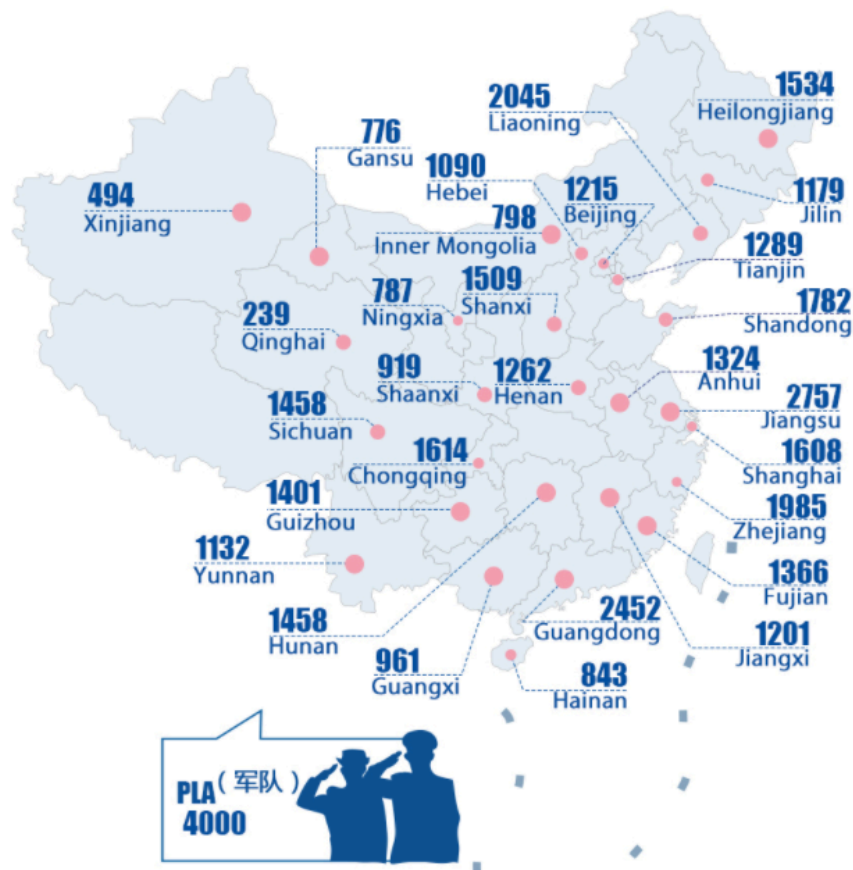 1534
Heilongjiang
2045
Liaoning
776
Gansu
1090
Hebei
1215
Beijing
1179
Jilin
494
Xinjiang
798
Inner Mongolia
1289
Tianjin
1509
Shanxi
787
Ningxia
1782
Shandong
239
Qinghai
1324
Anhui
919
Shaanxi
1262
Henan
2757
Jiangsu
1458
Sichuan
1614
Chongqing
1608
Shanghai
1401
Guizhou
1985
Zhejiang
1132
Yunnan
1366
Fujian
1458
Hunan
2452
Guangdong
1201
Jiangxi
961
Guangxi
843
Hainan
PLA（军队）
4000